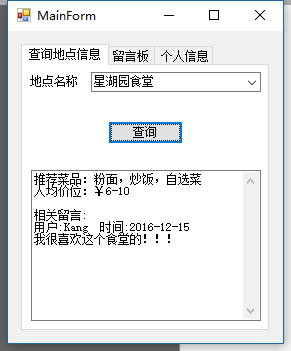 MainForm
查询地点信息 留言板 个人信息
地点名称 星湖园食堂
查询
推荐菜品: 粉面，炒饭，自选菜
人均价位: ￥6-10
相关留言:
用户:Kang 时间:2016-12-15
我很喜欢这个食堂的！！！